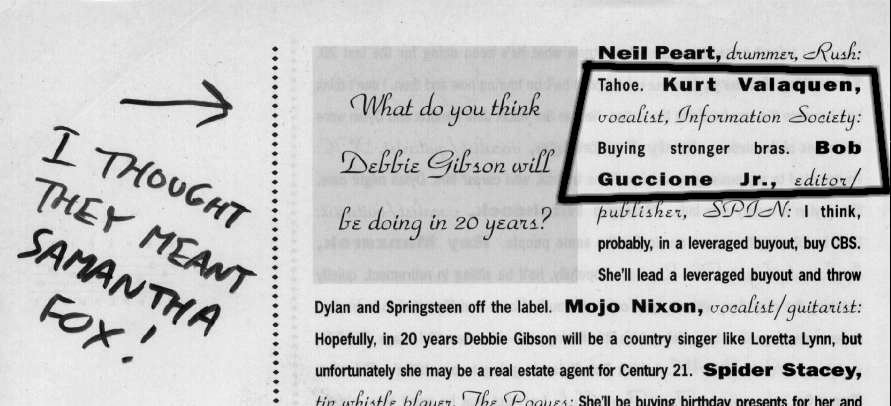 I THOUGHT
THEY MEANT
SAMANTHA
FOX!
What do you think
Debbie Gibson will
be doing in 20 years?
Neil Peart, drummer, Rush:
Tahoe. Kurt Valaquen,
vocalist, Information Society:
Buying stronger bras. Bob
Guccione Jr., editor/
publisher, SPIN: I think,
probably, in a leveraged buyout, buy CBS.
She'll lead a leveraged buyout and throw
Dylan and Springsteen off the label. Mojo Nixon, vocalist/guitarist:
Hopefully, in 20 years Debbie Gibson will be a country singer like Loretta Lynn, but
unfortunately she may be a real estate agent for Century 21. Spider Stacey,
tin whistle player, The Pogues: She'll be buying birthday presents for her and